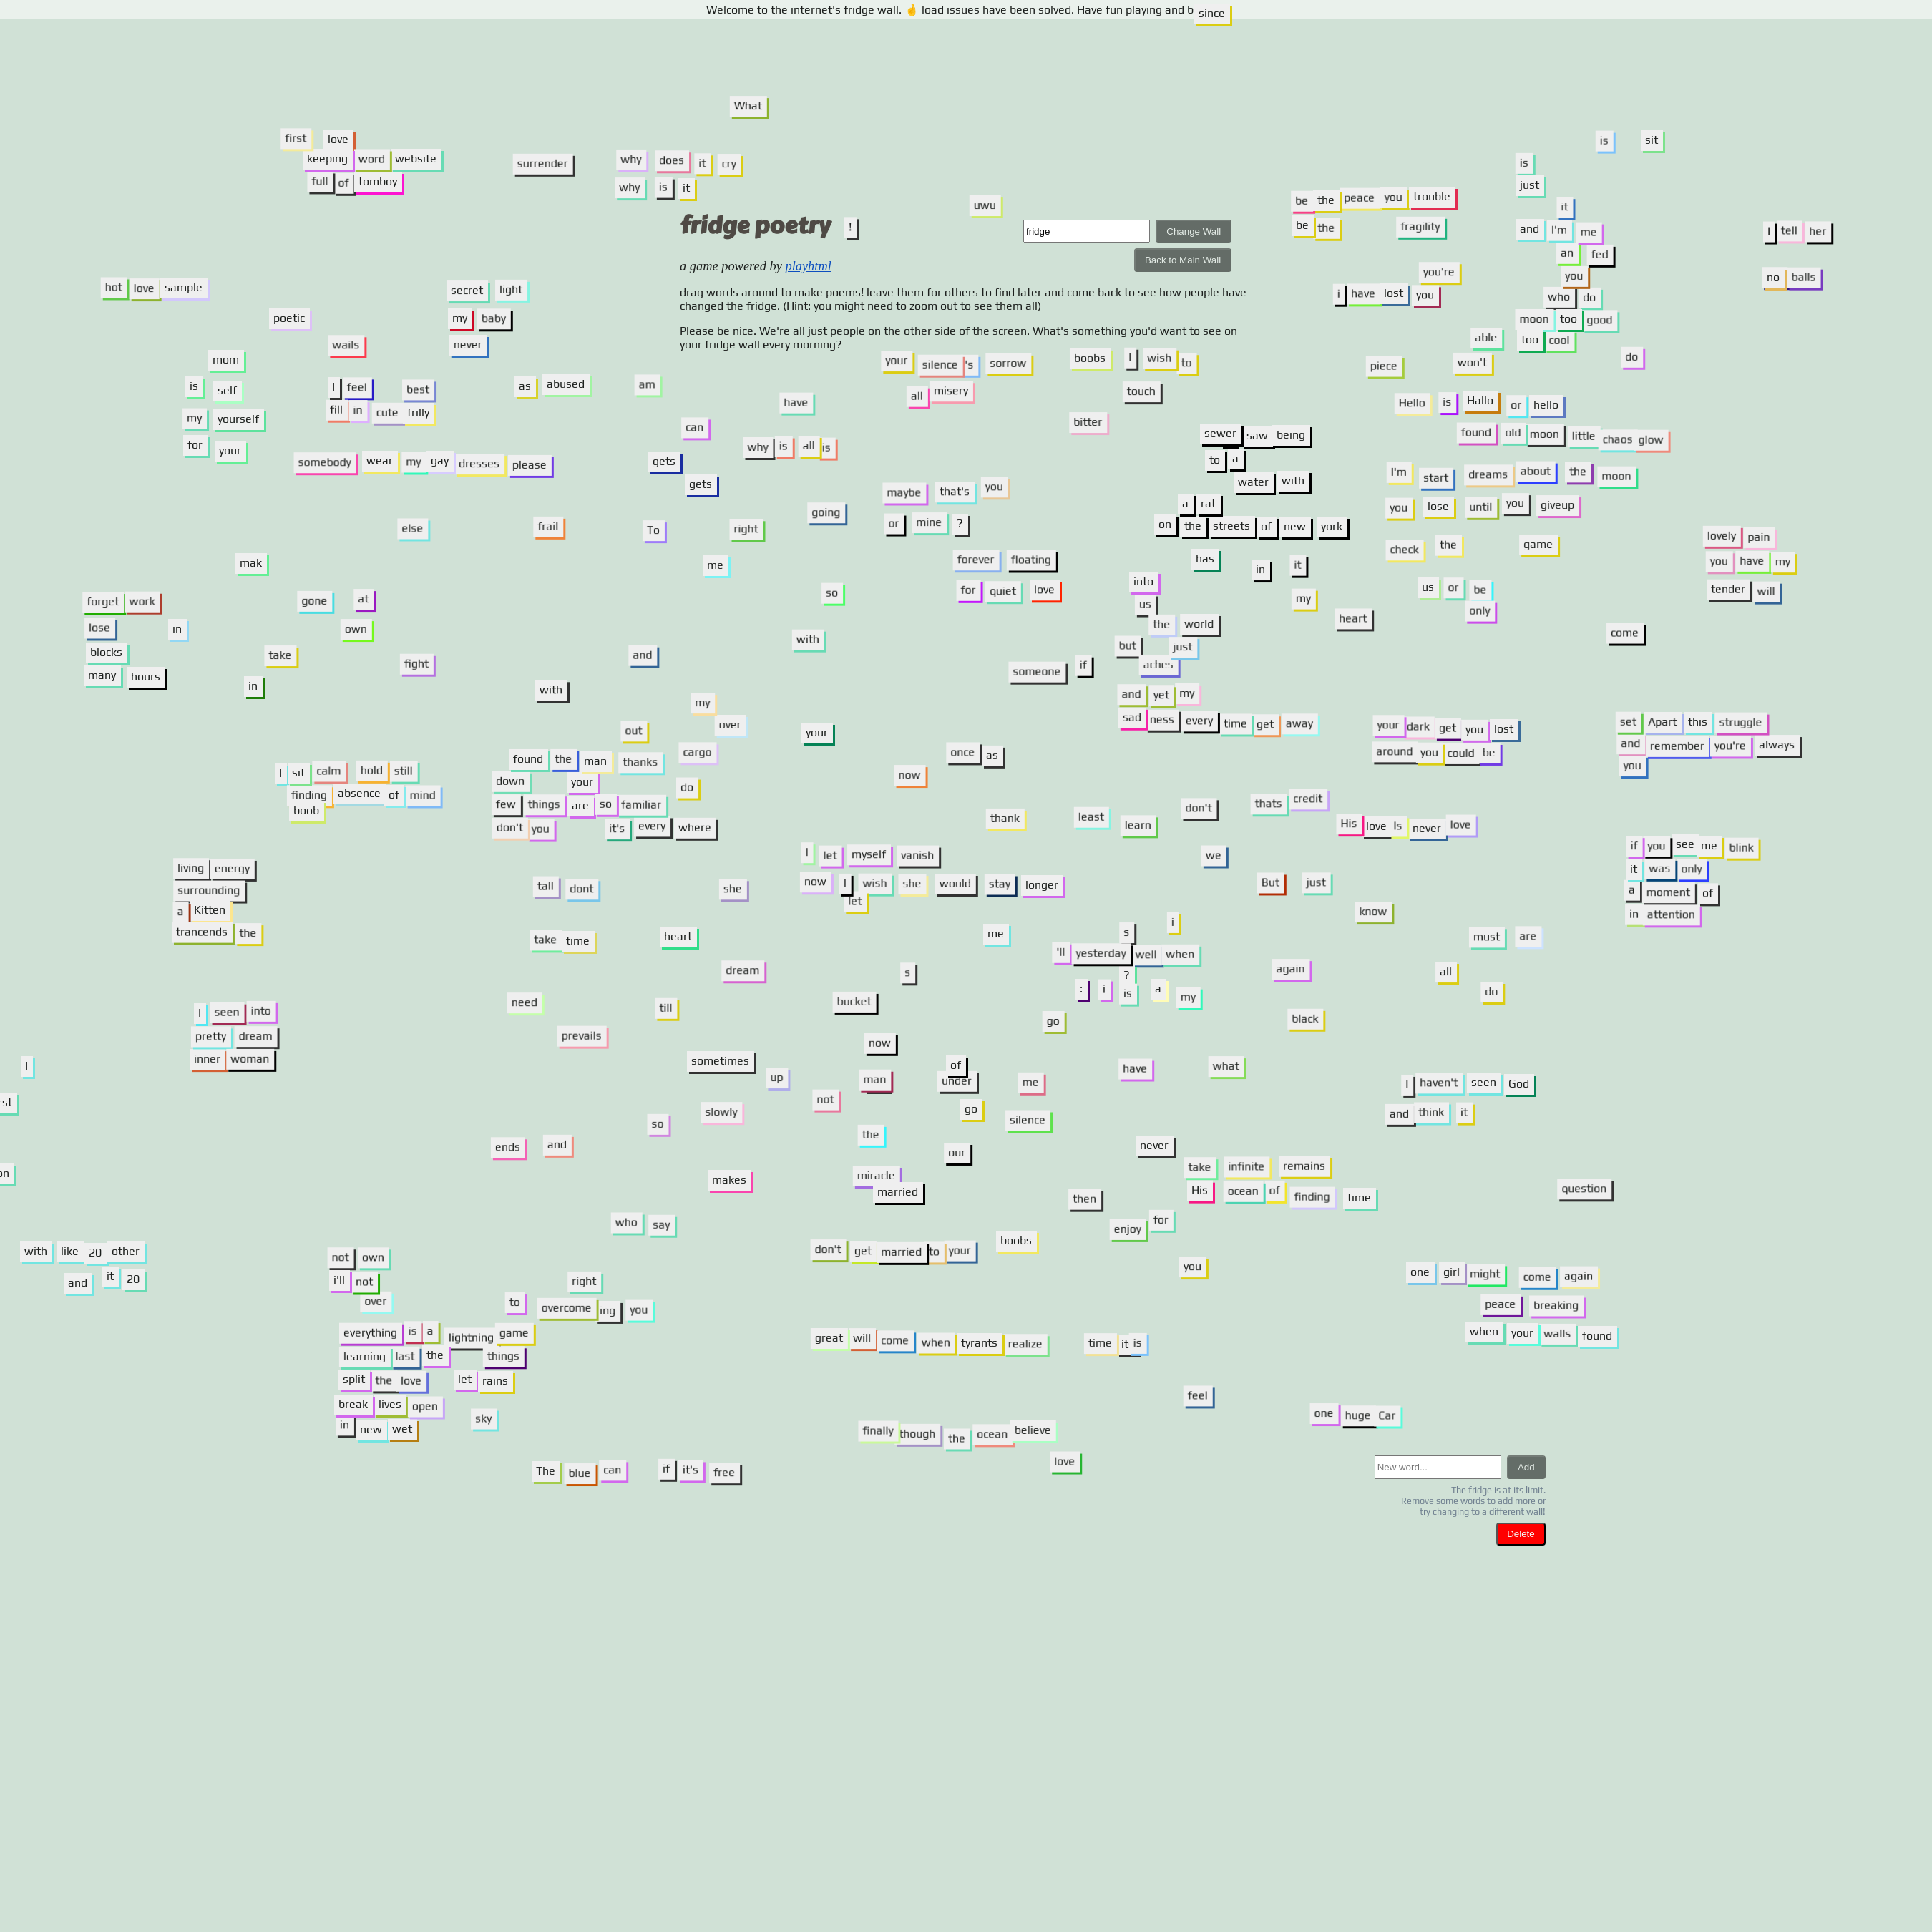 Welcome to the internet's fridge wall. ☝ load issues have been solved. Have fun playing and b
since
What
first love
keeping word website
full of tomboy
surrender
why does it cry
why is it
uwu
fridge poetry !
fridge
Change Wall
Back to Main Wall
a game powered by playhtml
drag words around to make poems! leave them for others to find later and come back to see how people have
changed the fridge. (Hint: you might need to zoom out to see them all)
Please be nice. We're all just people on the other side of the screen. What's something you'd want to see on
your fridge wall every morning?
be the peace you trouble
be the fragility
is sit
is
just
it
and I'm me
an fed
you
who do
moon too good
too cool
I tell her
no balls
you're
i have lost you
able
won't
piece
do
hot love sample
poetic
secret light
my baby
never
wails
mom
is self
my yourself
for your
I feel best
fill in cute frilly
as abused
am
somebody wear my gay dresses please
your silence 's sorrow
all misery
boobs I wish to
touch
bitter
have
can
why is all is
gets
gets
Hello is Hallo or hello
found old moon little chaos glow
I'm start dreams about the moon
you lose until you giveup
check the game
sewer saw being
to a
water with
a rat
on the streets of new york
maybe that's you
or mine ?
going
else
frail
To
right
me
mak
forever floating
for quiet love
so
has
in it
my
heart
us or be
only
lovely pain
you have my
tender will
come
forget work
lose in
blocks
many hours
gone at
own
take
in
fight
with
and
with
into
us
the world
but just
aches
someone if
and yet my
sad ness every time get away
my
over
out
cargo
your
once as
now
your dark get you lost
around you could be
set Apart this struggle
and remember you're always
you
I sit calm hold still
finding absence of mind
boob
found the man thanks
down your
few things are so familiar
don't you it's every where
do
thank
least
learn
don't
thats credit
His love Is never love
if you see me blink
it was only
a moment of
in attention
living energy
surrounding
a Kitten
trancends the
I let myself vanish
now I wish she would stay longer
let
we
But just
know
tall dont
she
take time
heart
me
s
i
'll yesterday well when
?
: i is a my
must are
dream
s
again
all
do
need
till
bucket
go
black
prevails
now
I seen into
pretty dream
inner woman
I
rst
on
sometimes
up
man
of
under
me
have
what
not
go
silence
slowly
so
the
I haven't seen God
and think it
ends and
our
never
makes
miracle
married
take infinite remains
His ocean of finding time
then
question
who say
enjoy for
boobs
don't get married to your
you
with like 20 other
and it 20
not own
i'll not
over
right
to overcome ing you
everything is a lightning game
learning last the things
split the love let rains
break lives open
in new wet
sky
great will come when tyrants realize
time it is
one girl might come again
peace breaking
when your walls found
feel
one huge Car
finally though the ocean believe
love
The blue can
if it's free
New word...
Add
The fridge is at its limit.
Remove some words to add more or
try changing to a different wall!
Delete